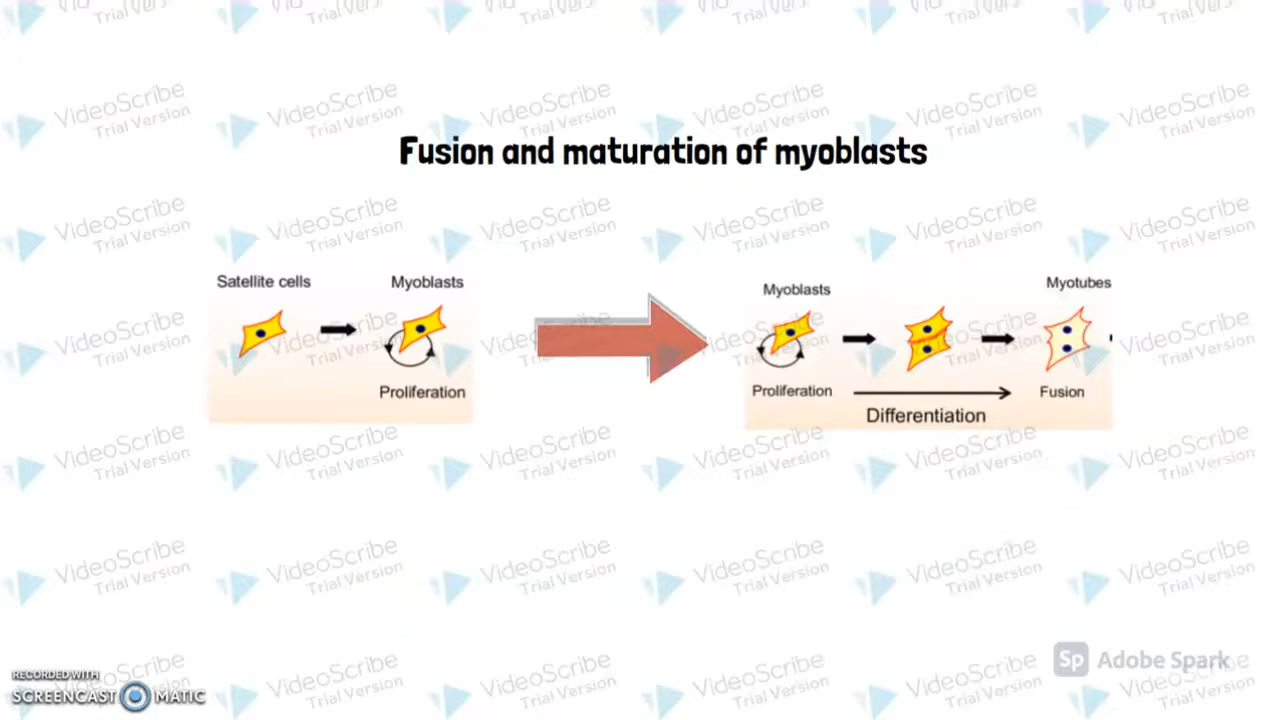 Fusion and maturation of myoblasts
Satellite cells
Myoblasts
Proliferation
Myoblasts
Myotubes
Proliferation
Fusion
Differentiation
VideoScribe
Trial Version
RECORDED WITH
SCREENCAST MATIC
Sp Adobe Spark